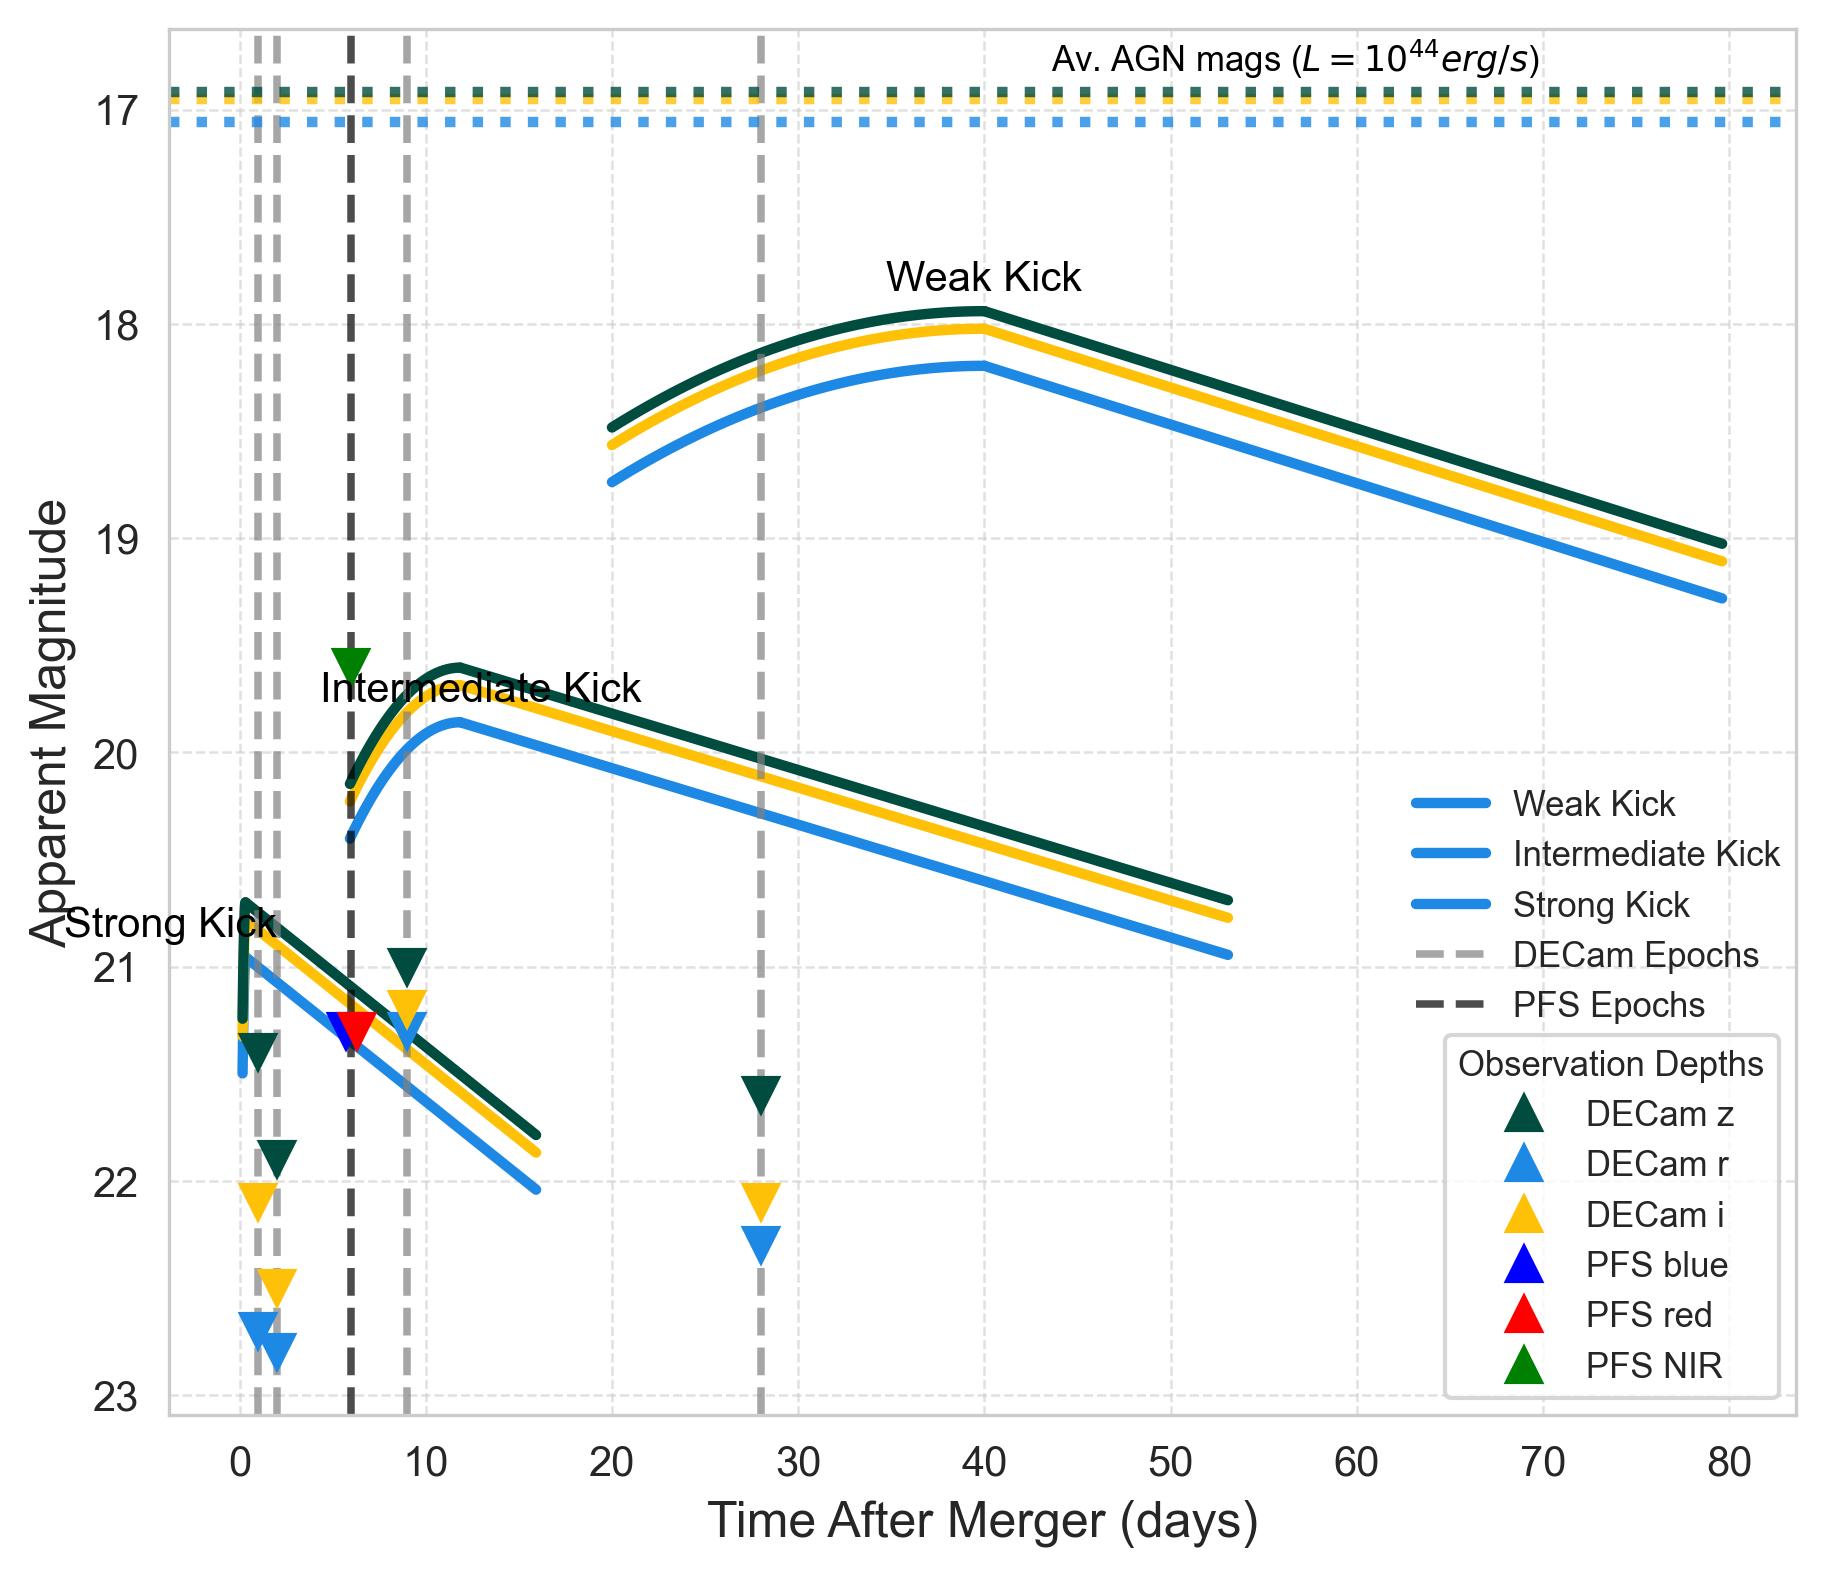 Av. AGN mags (L = 10^44 erg/s)
17
18
19
20
21
22
23
Apparent Magnitude
Weak Kick
Intermediate Kick
Strong Kick
Weak Kick
Intermediate Kick
Strong Kick
DECam Epochs
PFS Epochs
Observation Depths
DECam z
DECam r
DECam i
PFS blue
PFS red
PFS NIR
0 10 20 30 40 50 60 70 80
Time After Merger (days)